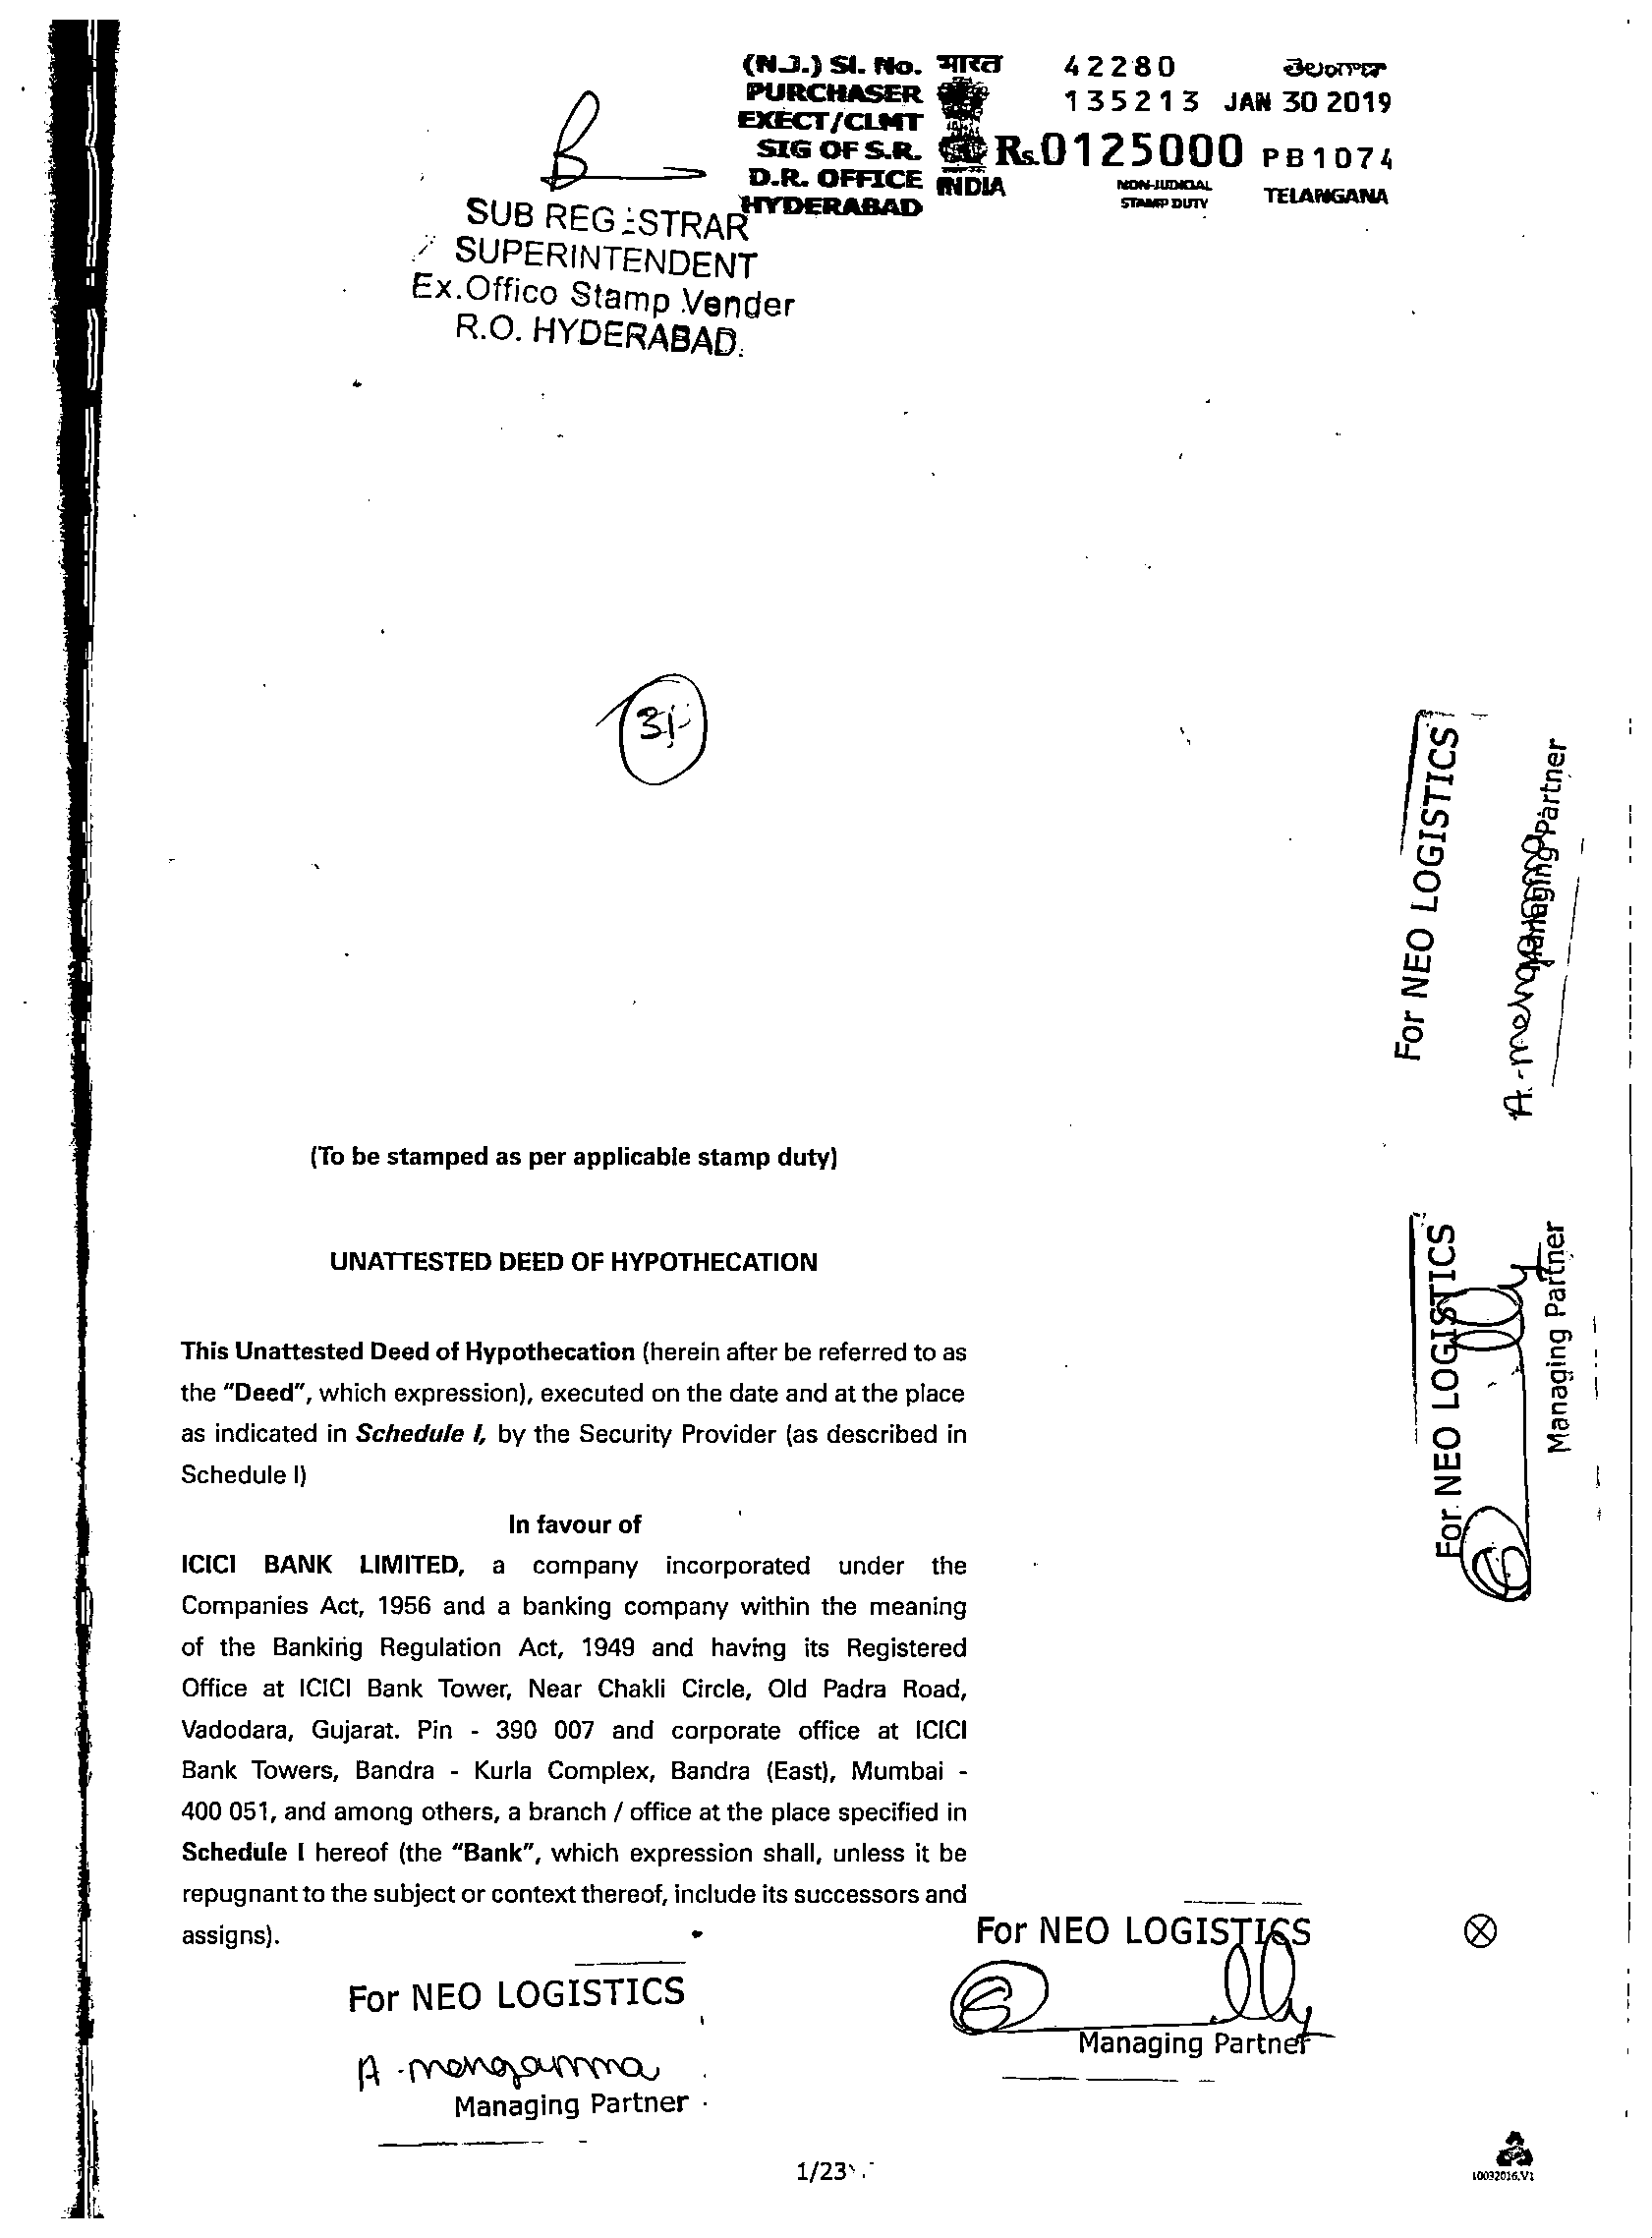 (N.J.) Sl. No. भारत 42280 తెలంగాణ
PURCHASER 135213 JAN 30 2019
EXECT/CLMT
SIG OF S.R. Rs.0125000 PB1074
D.R. OFFICE INDIA NON-JUDICIAL
STAMP DUTY TELANGANA
HYDERABAD
SUB REGISTRAR
SUPERINTENDENT
Ex.Offico Stamp Vender
R.O. HYDERABAD.
For NEO LOGISTICS
Managing Partner
(To be stamped as per applicable stamp duty)
UNATTESTED DEED OF HYPOTHECATION
This Unattested Deed of Hypothecation (herein after be referred to as
the “Deed”, which expression), executed on the date and at the place
as indicated in Schedule I, by the Security Provider (as described in
Schedule I)
In favour of
ICICI BANK LIMITED, a company incorporated under the
Companies Act, 1956 and a banking company within the meaning
of the Banking Regulation Act, 1949 and having its Registered
Office at ICICI Bank Tower, Near Chakli Circle, Old Padra Road,
Vadodara, Gujarat. Pin - 390 007 and corporate office at ICICI
Bank Towers, Bandra - Kurla Complex, Bandra (East), Mumbai -
400 051, and among others, a branch / office at the place specified in
Schedule I hereof (the “Bank”, which expression shall, unless it be
repugnant to the subject or context thereof, include its successors and
assigns).
For NEO LOGISTICS
Managing Partner
For NEO LOGISTICS
A. mangamma
Managing Partner
For NEO LOGISTICS
Managing Partner
1/23
10032016.V1